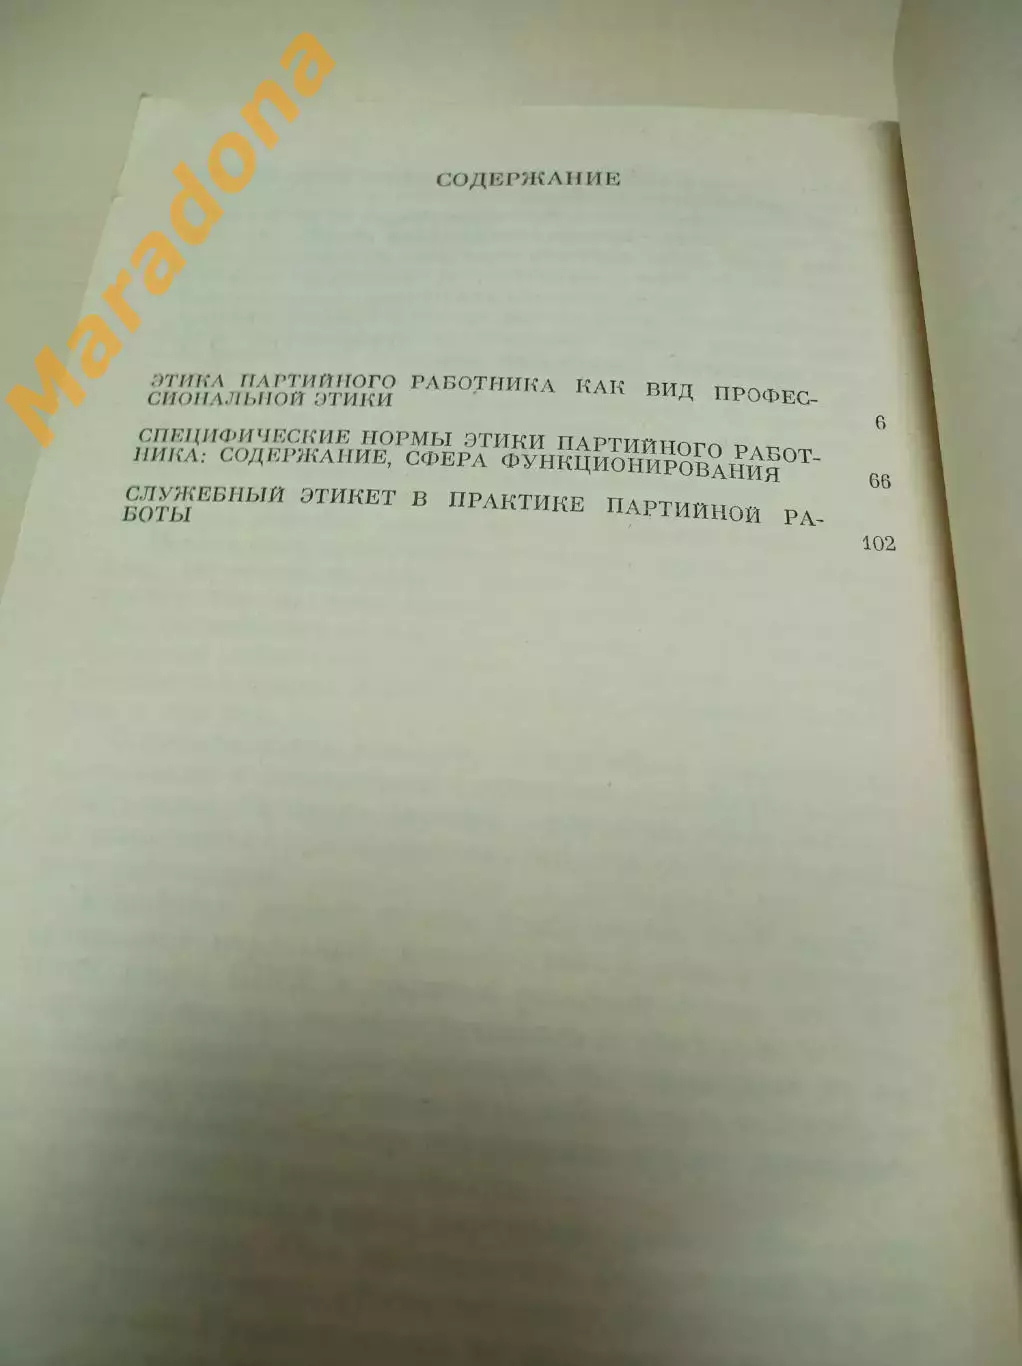 Maradona
СОДЕРЖАНИЕ
ЭТИКА ПАРТИЙНОГО РАБОТНИКА КАК ВИД ПРОФЕС-
СИОНАЛЬНОЙ ЭТИКИ
6
СПЕЦИФИЧЕСКИЕ НОРМЫ ЭТИКИ ПАРТИЙНОГО РАБОТ-
НИКА: СОДЕРЖАНИЕ, СФЕРА ФУНКЦИОНИРОВАНИЯ
66
СЛУЖЕБНЫЙ ЭТИКЕТ В ПРАКТИКЕ ПАРТИЙНОЙ РА-
БОТЫ
102